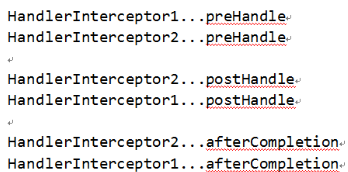 HandlerInterceptor1...preHandle
HandlerInterceptor2...preHandle
HandlerInterceptor2...postHandle
HandlerInterceptor1...postHandle
HandlerInterceptor2...afterCompletion
HandlerInterceptor1...afterCompletion